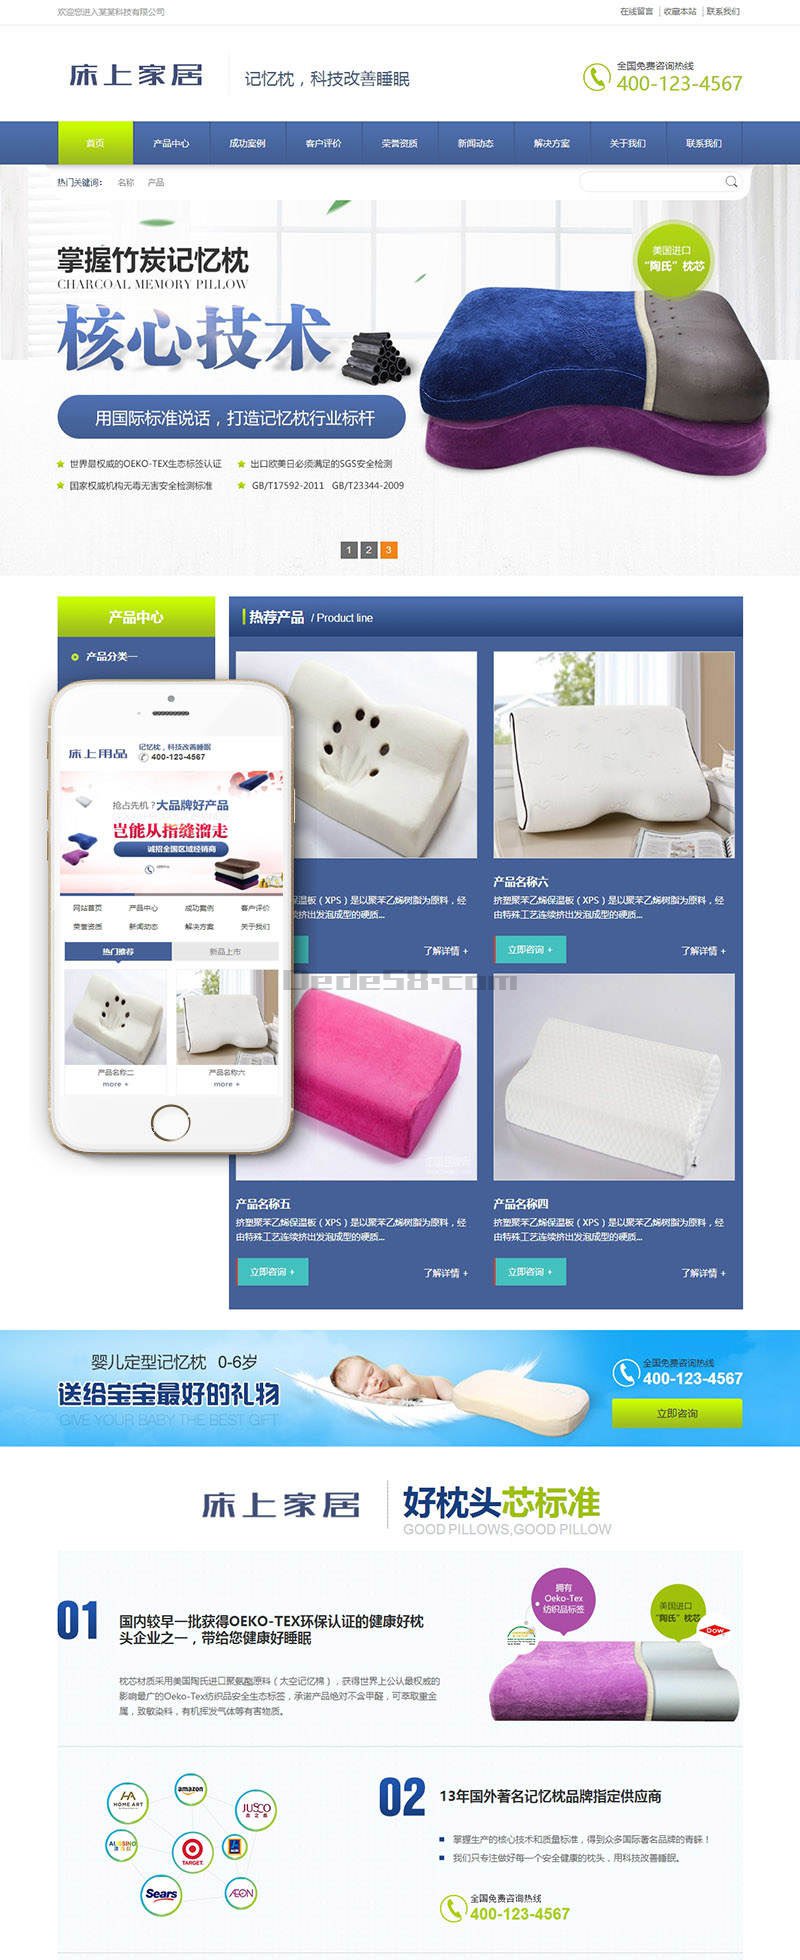 欢迎您进入某某科技有限公司
在线留言 | 收藏本站 | 联系我们
床上家居
记忆枕，科技改善睡眠
全国免费咨询热线
400-123-4567
首页 产品中心 成功案例 客户评价 荣誉资质 新闻动态 解决方案 关于我们 联系我们
热门关键词： 名称 产品
掌握竹炭记忆枕
CHARCOAL MEMORY PILLOW
核心技术
美国进口
“陶氏”枕芯
用国际标准说话，打造记忆枕行业标杆
世界最权威的OEKO-TEX生态标签认证
出口欧美日必须满足的SGS安全检测
国家权威机构无毒无害安全检测标准
GB/T17592-2011 GB/T23344-2009
1 2 3
产品中心
产品分类一
热荐产品 / Product line
床上用品
记忆枕，科技改善睡眠
400-123-4567
抢占先机？大品牌好产品
岂能从指缝溜走
诚招全国区域经销商
网站首页 产品中心 成功案例 客户评价
荣誉资质 新闻动态 解决方案 关于我们
热门推荐 新品上市
产品名称二
more +
产品名称六
more +
苯乙烯保温板（XPS）是以聚苯乙烯树脂为原料，经
艺连续挤出发泡成型的硬质...
了解详情 +
产品名称六
挤塑聚苯乙烯保温板（XPS）是以聚苯乙烯树脂为原料，经
由特殊工艺连续挤出发泡成型的硬质...
立即咨询 +
了解详情 +
Dede58.com
产品名称五
挤塑聚苯乙烯保温板（XPS）是以聚苯乙烯树脂为原料，经
由特殊工艺连续挤出发泡成型的硬质...
立即咨询 +
了解详情 +
产品名称四
挤塑聚苯乙烯保温板（XPS）是以聚苯乙烯树脂为原料，经
由特殊工艺连续挤出发泡成型的硬质...
立即咨询 +
了解详情 +
婴儿定型记忆枕 0-6岁
送给宝宝最好的礼物
GIVE YOUR BABY THE BEST GIFT
全国免费咨询热线
400-123-4567
立即咨询
床上家居
好枕头芯标准
GOOD PILLOWS,GOOD PILLOW
01
国内较早一批获得OEKO-TEX环保认证的健康好枕
头企业之一，带给您健康好睡眠
枕芯材质采用美国陶氏进口聚氨酯原料（太空记忆棉），获得世界上公认最权威的
影响最广的Oeko-Tex纺织品安全生态标签，承诺产品绝对不含甲醛，可萃取重金
属，致敏染料，有机挥发气体等有害物质。
拥有
Oeko-Tex
纺织品标签
美国进口
“陶氏”枕芯
Dow
HOME ART
amazon
JUSCO
TARGET
Sears
AEON
02
13年国外著名记忆枕品牌指定供应商
掌握生产的核心技术和质量标准，得到众多国际著名品牌的青睐！
我们只专注做好每一个安全健康的枕头，用科技改善睡眠。
全国免费咨询热线
400-123-4567